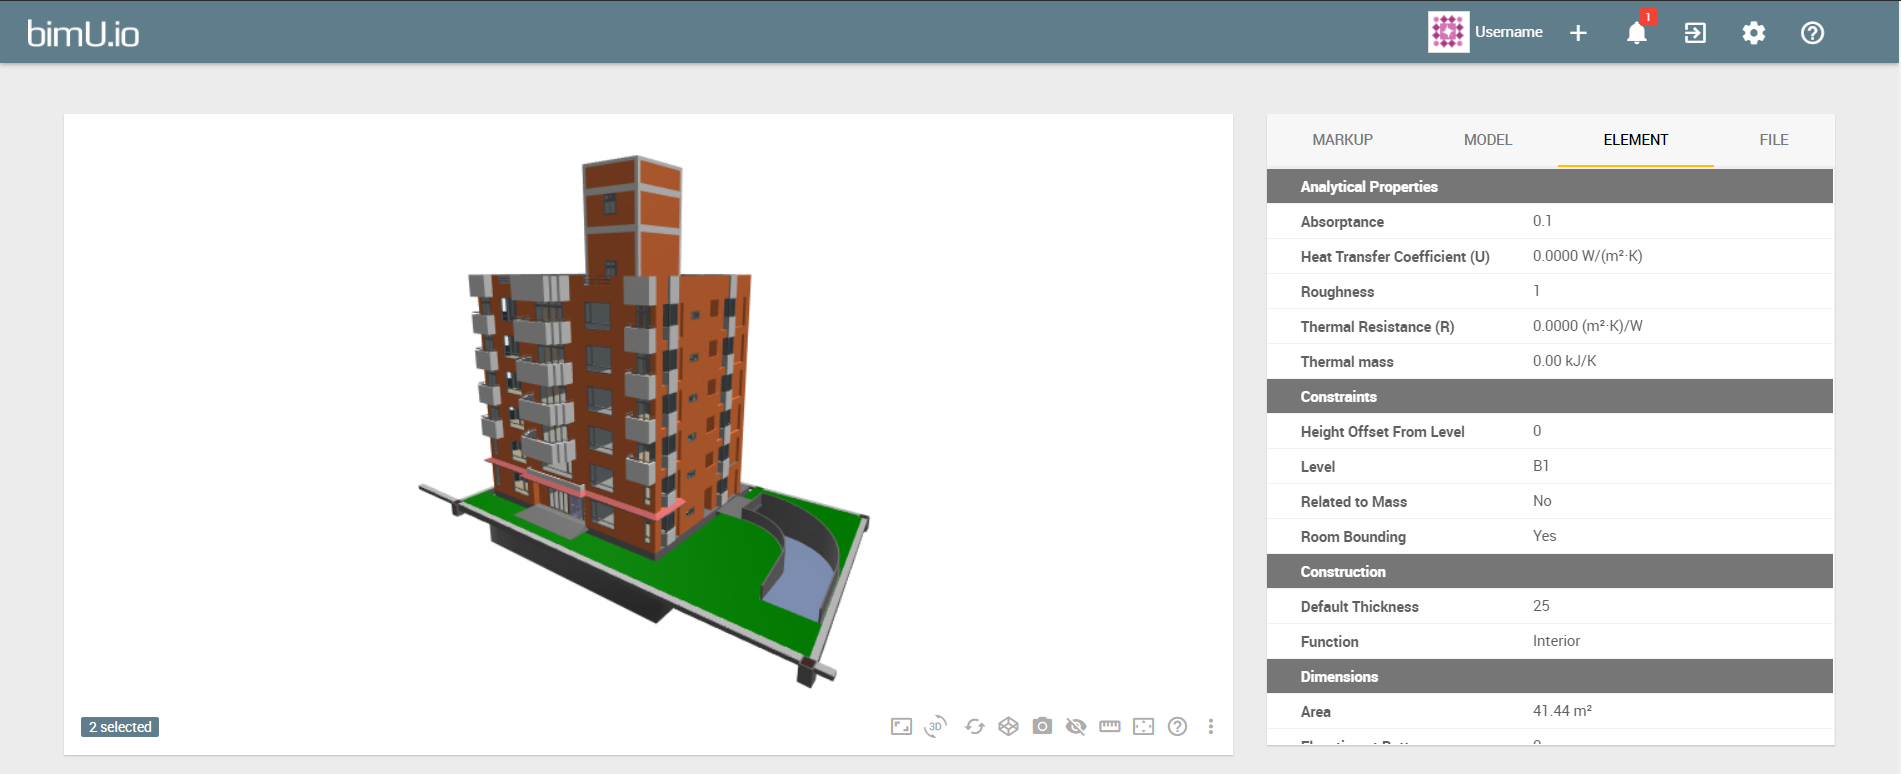 bimU.io
Username
1
MARKUP MODEL ELEMENT FILE
Analytical Properties
Absorptance 0.1
Heat Transfer Coefficient (U) 0.0000 W/(m²·K)
Roughness 1
Thermal Resistance (R) 0.0000 (m²·K)/W
Thermal mass 0.00 kJ/K
Constraints
Height Offset From Level 0
Level B1
Related to Mass No
Room Bounding Yes
Construction
Default Thickness 25
Function Interior
Dimensions
Area 41.44 m²
2 selected
3D